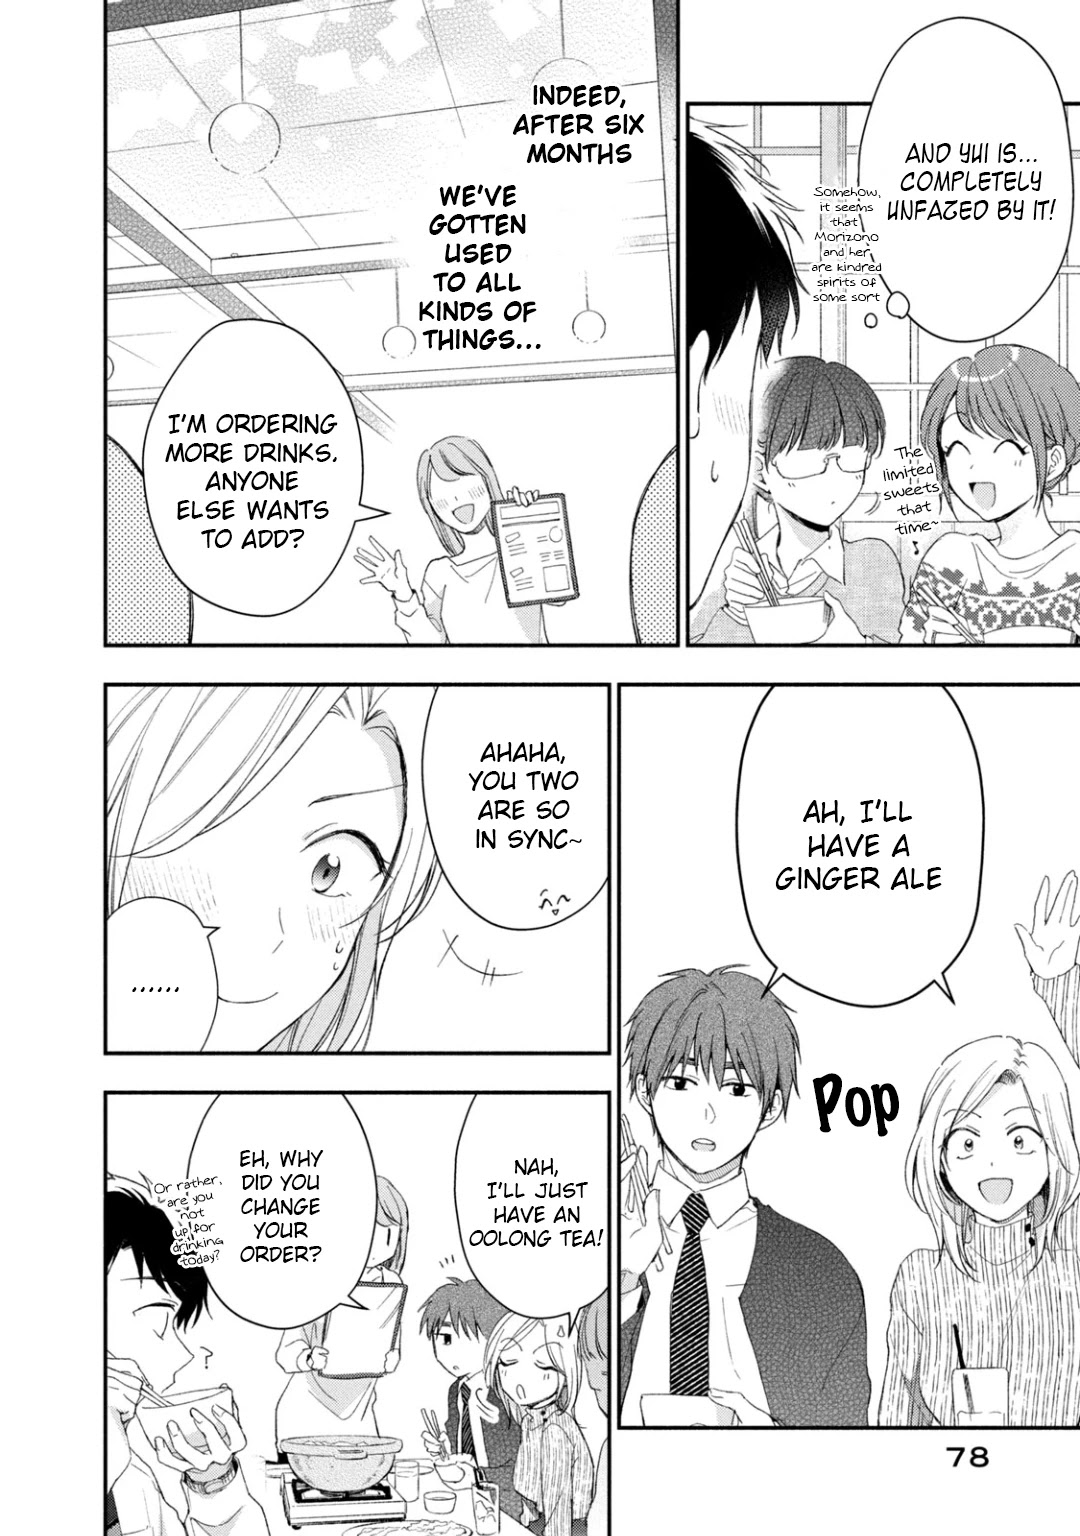 AND YUI IS...
COMPLETELY
UNFAZED BY IT!
Somehow,
it seems
that
Morizono
and her
are kindred
spirits of
some sort
The
limited
sweets
that
time~
♪
INDEED,
AFTER SIX
MONTHS
WE'VE
GOTTEN
USED
TO ALL
KINDS OF
THINGS...
I'M ORDERING
MORE DRINKS.
ANYONE
ELSE WANTS
TO ADD?
AH, I'LL
HAVE A
GINGER ALE
Pop
AHAHA,
YOU TWO
ARE SO
IN SYNC~
......
NAH,
I'LL JUST
HAVE AN
OOLONG TEA!
EH, WHY
DID YOU
CHANGE
YOUR
ORDER?
Or rather,
are you
not
up for
drinking
today?
?
78